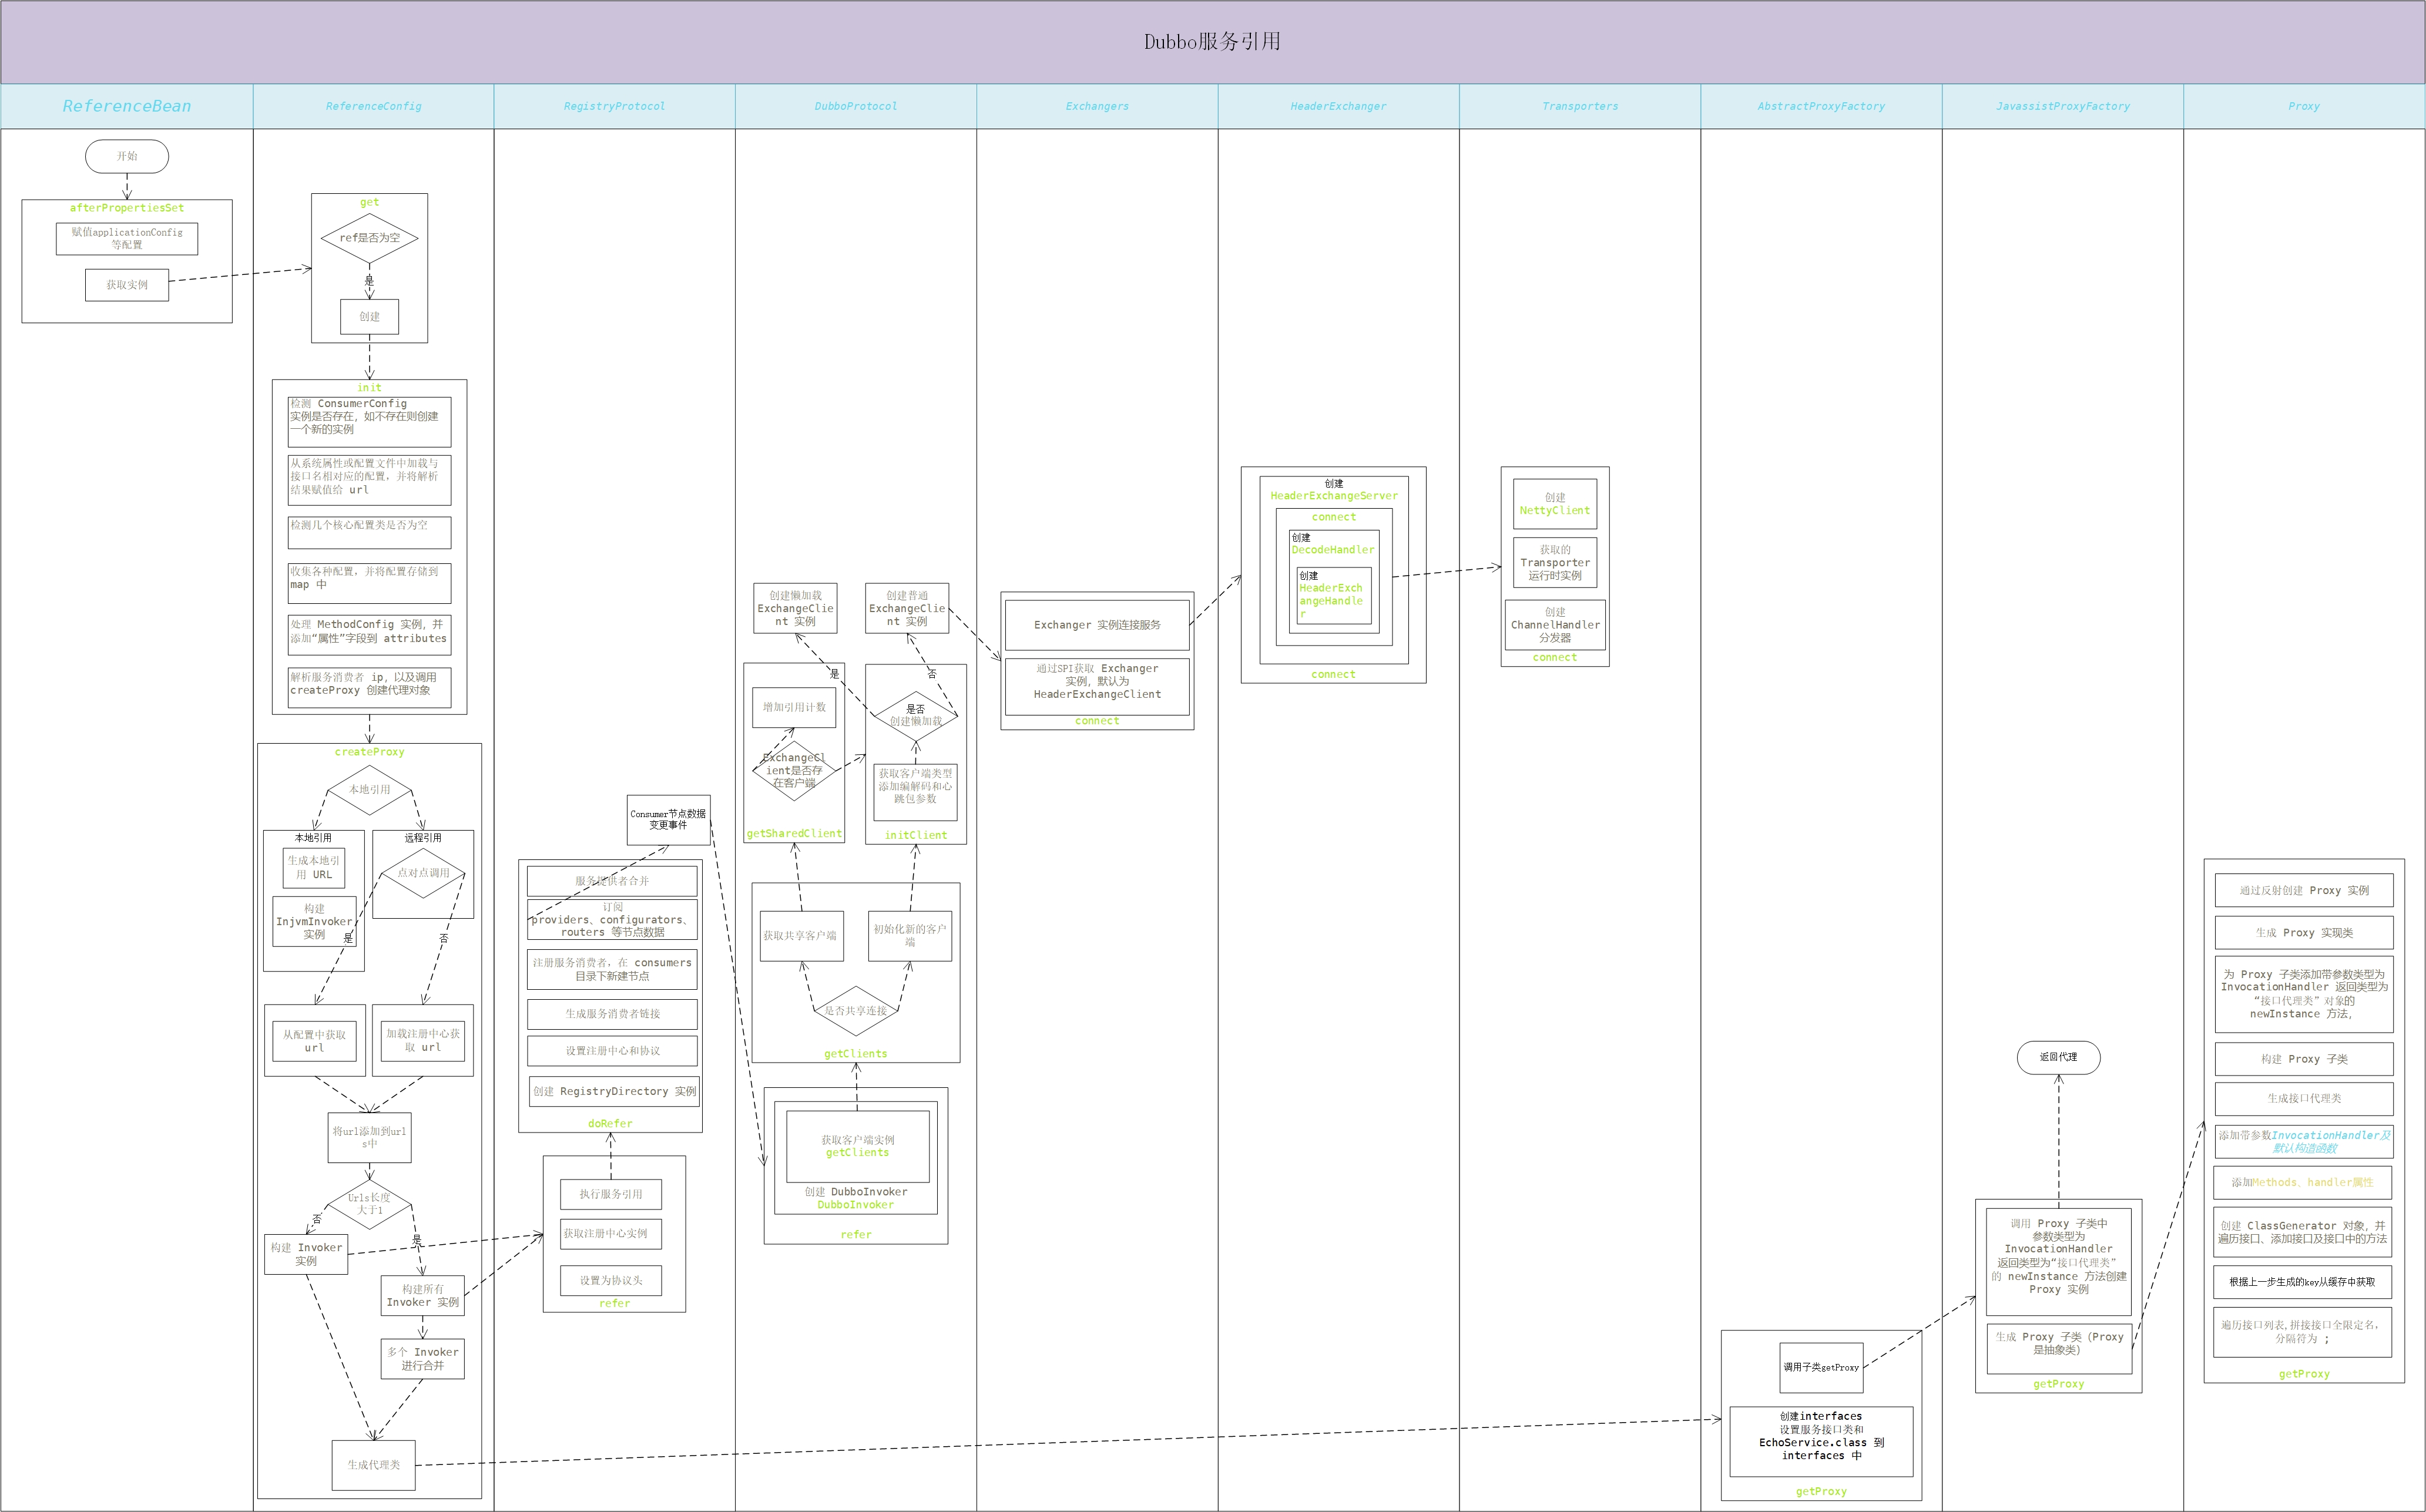 Dubbo服务引用
ReferenceBean
ReferenceConfig
RegistryProtocol
DubboProtocol
Exchangers
HeaderExchanger
Transporters
AbstractProxyFactory
JavassistProxyFactory
Proxy
开始
afterPropertiesSet
赋值applicationConfig
等配置
获取实例
get
ref是否为空
是
创建
init
检测 ConsumerConfig
实例是否存在，如不存在则创建
一个新的实例
从系统属性或配置文件中加载与
接口名相对应的配置，并将解析
结果赋值给 url
检测几个核心配置类是否为空
收集各种配置，并将配置存储到
map 中
处理 MethodConfig 实例，并
添加“属性”字段到 attributes
解析服务消费者 ip，以及调用
createProxy 创建代理对象
createProxy
本地引用
本地引用
生成本地引
用 URL
构建
InjvmInvoker
实例
远程引用
点对点调用
是
否
从配置中获取
url
加载注册中心获
取 url
将url添加到url
s中
Urls长度
大于1
否
是
构建 Invoker
实例
构建所有
Invoker 实例
多个 Invoker
进行合并
生成代理类
Consumer节点数据
变更事件
服务提供者合并
订阅
providers、configurators、
routers 等节点数据
注册服务消费者，在 consumers
目录下新建节点
生成服务消费者链接
设置注册中心和协议
创建 RegistryDirectory 实例
doRefer
执行服务引用
获取注册中心实例
设置为协议头
refer
创建懒加载
ExchangeClie
nt 实例
创建普通
ExchangeClie
nt 实例
是
否
增加引用计数
ExchangeCl
ient是否存
在客户端
getSharedClient
是否
创建懒加载
获取客户端类型
添加编解码和心
跳包参数
initClient
获取共享客户端
初始化新的客户
端
是否共享连接
getClients
获取客户端实例
getClients
创建 DubboInvoker
DubboInvoker
refer
Exchanger 实例连接服务
通过SPI获取 Exchanger
实例，默认为
HeaderExchangeClient
connect
创建
HeaderExchangeServer
connect
创建
DecodeHandler
创建
HeaderExch
angeHandle
r
connect
创建
NettyClient
获取的
Transporter
运行时实例
创建
ChannelHandler
分发器
connect
调用子类getProxy
创建interfaces
设置服务接口类和
EchoService.class 到
interfaces 中
getProxy
返回代理
调用 Proxy 子类中
参数类型为
InvocationHandler
返回类型为“接口代理类”
的 newInstance 方法创建
Proxy 实例
生成 Proxy 子类（Proxy
是抽象类）
getProxy
通过反射创建 Proxy 实例
生成 Proxy 实现类
为 Proxy 子类添加带参数类型为
InvocationHandler 返回类型为
“接口代理类” 对象的
newInstance 方法，
构建 Proxy 子类
生成接口代理类
添加带参数InvocationHandler及
默认构造函数
添加Methods、handler属性
创建 ClassGenerator 对象，并
遍历接口、添加接口及接口中的方法
根据上一步生成的key从缓存中获取
遍历接口列表,拼接接口全限定名，
分隔符为 ;
getProxy